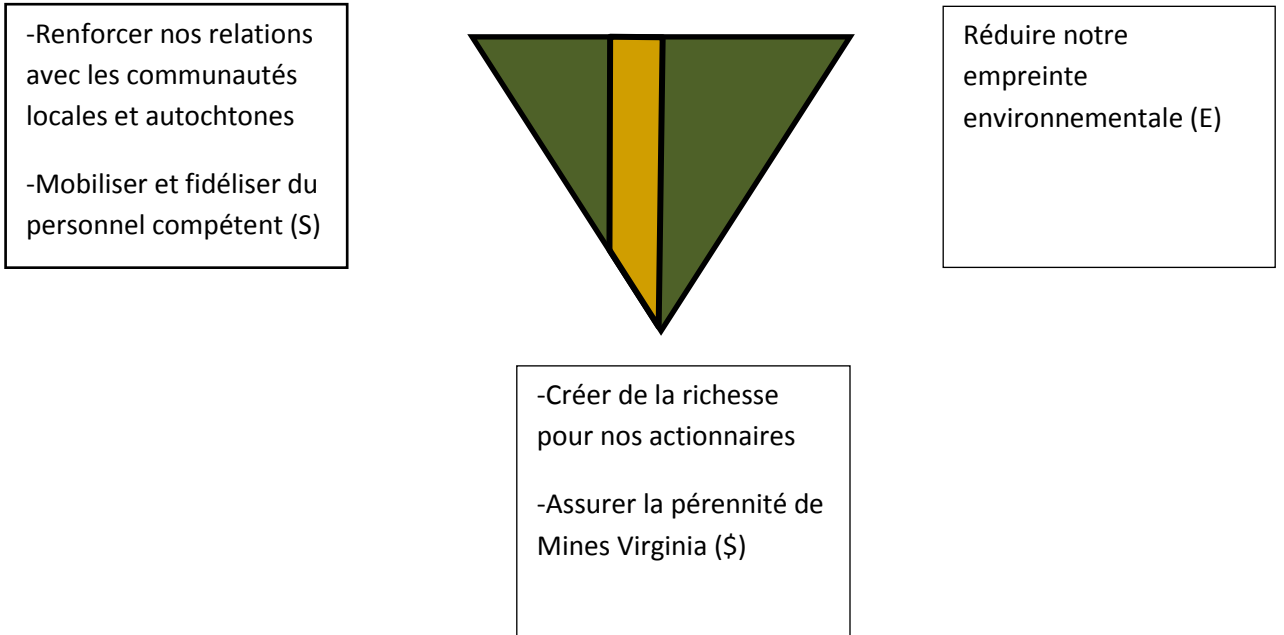 -Renforcer nos relations
avec les communautés
locales et autochtones
-Mobiliser et fidéliser du
personnel compétent (S)
Réduire notre
empreinte
environnementale (E)
-Créer de la richesse
pour nos actionnaires
-Assurer la pérennité de
Mines Virginia ($)